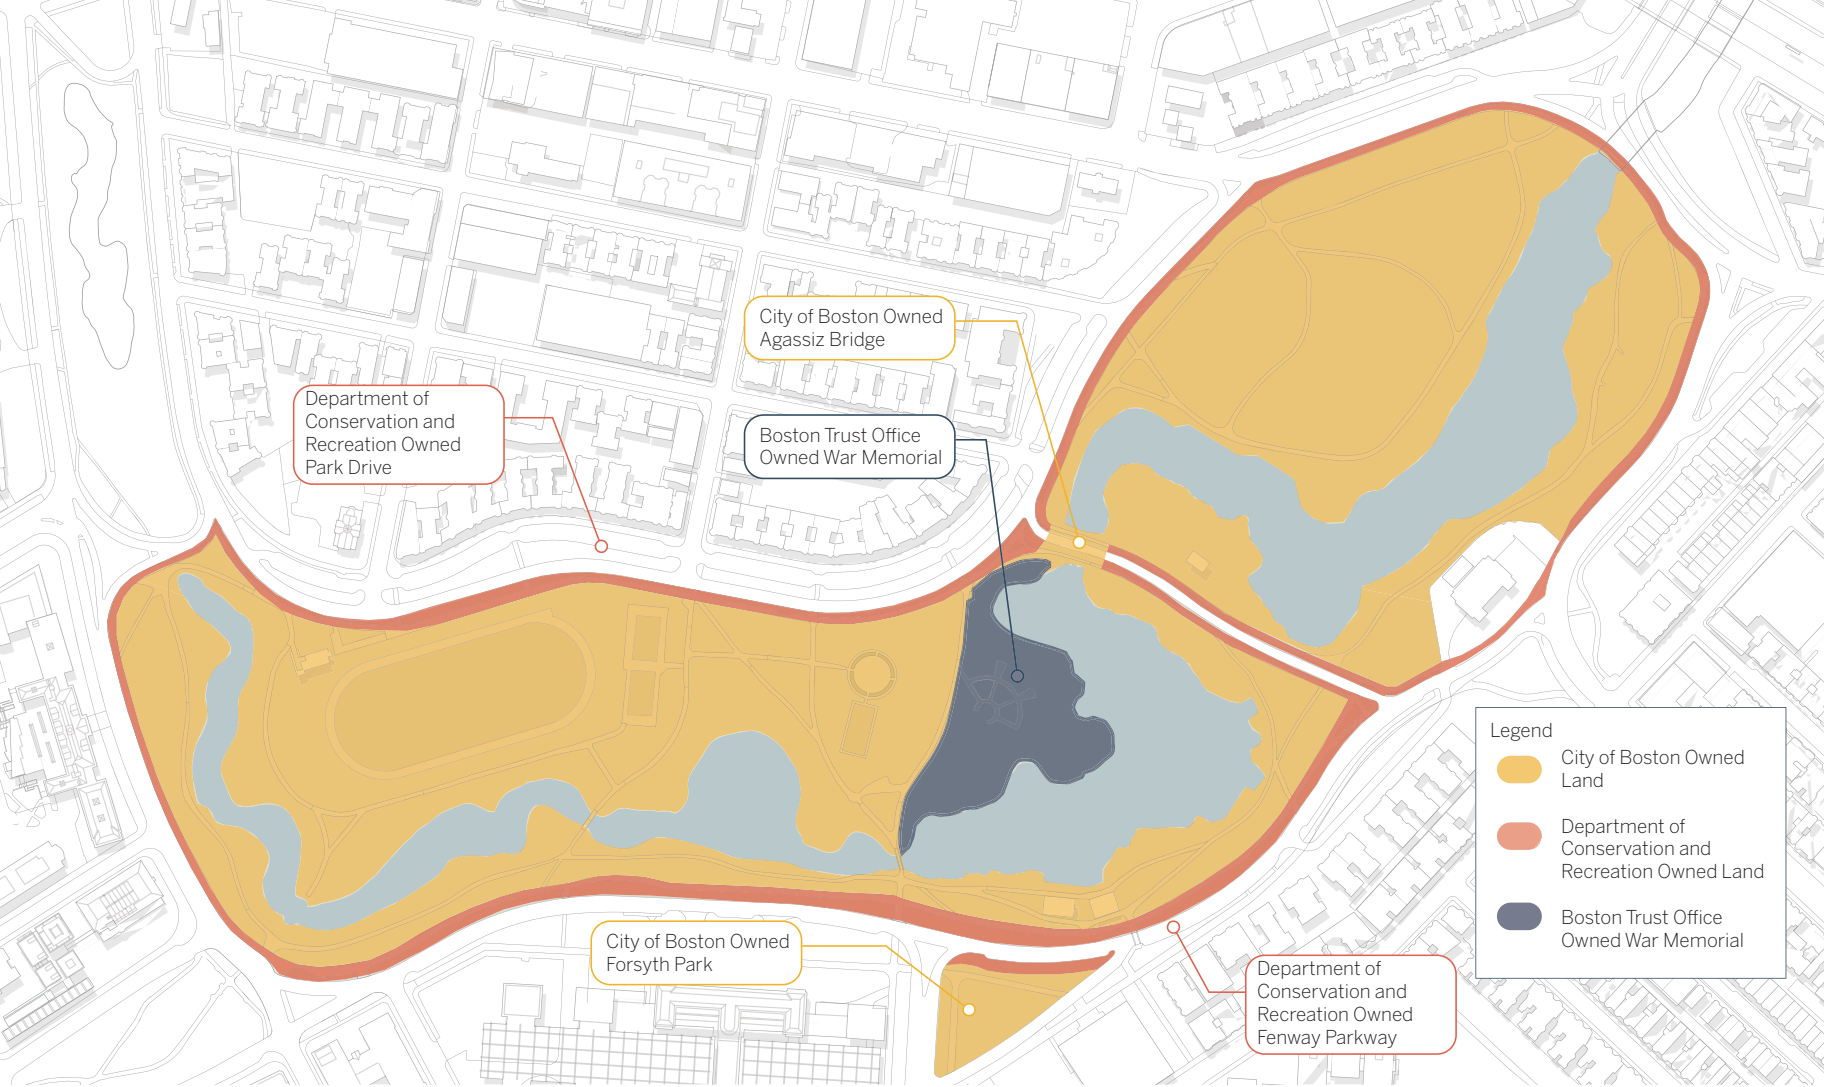 City of Boston Owned
Agassiz Bridge
Department of
Conservation and
Recreation Owned
Park Drive
Boston Trust Office
Owned War Memorial
Legend
City of Boston Owned
Land
Department of
Conservation and
Recreation Owned Land
Boston Trust Office
Owned War Memorial
City of Boston Owned
Forsyth Park
Department of
Conservation and
Recreation Owned
Fenway Parkway